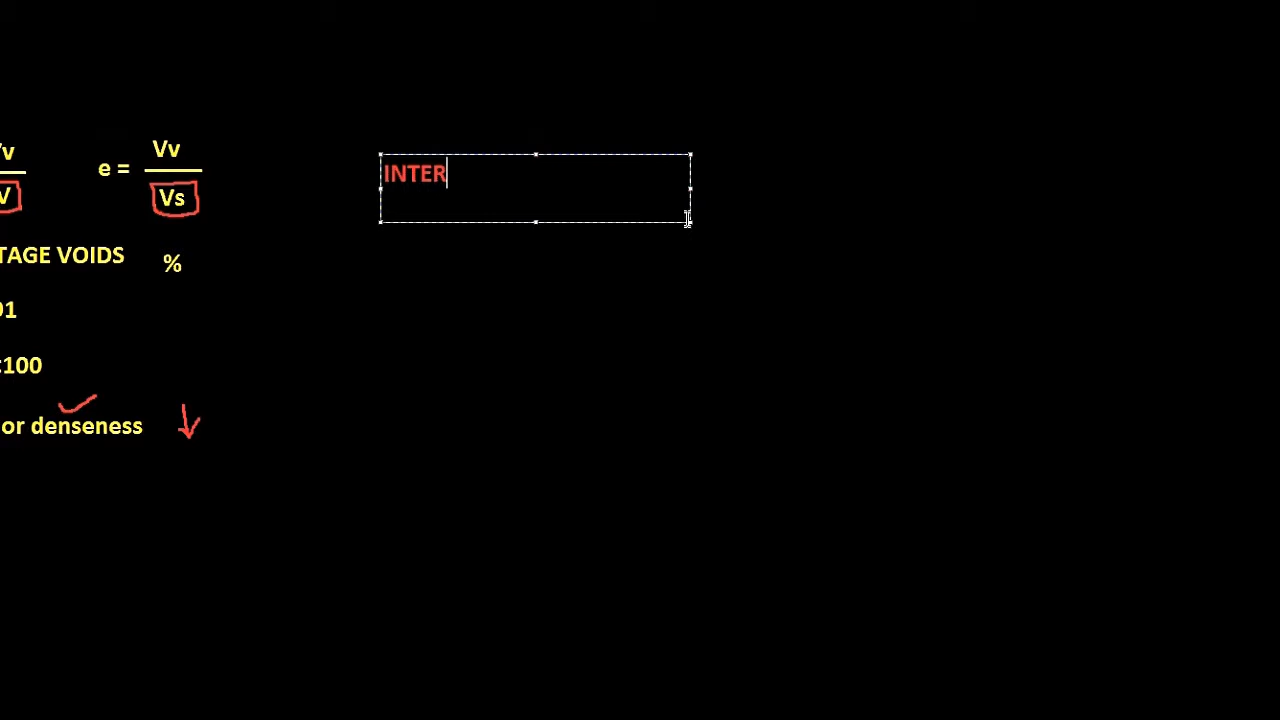 Vv
e =
Vv
V
Vs
INTER
TAGE VOIDS %
01
100
or denseness